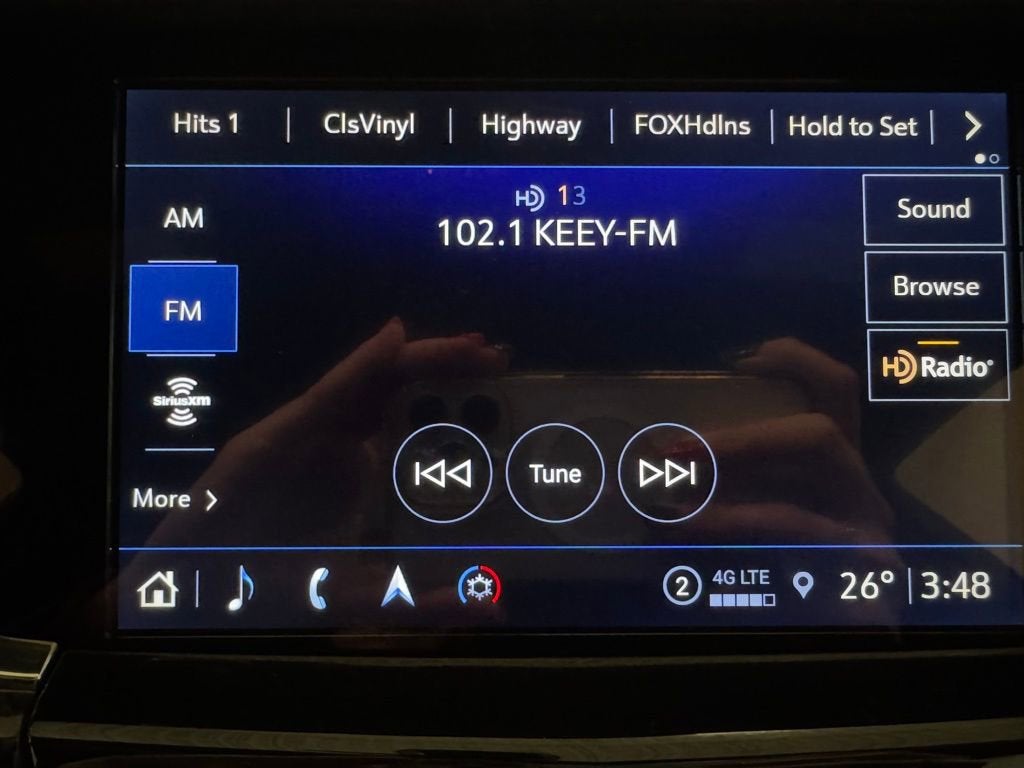 Hits 1 ClsVinyl Highway FOXHdlns Hold to Set
AM
HD 1 3
102.1 KEEY-FM
Sound
FM
Browse
HD Radio®
SiriusXM
Tune
More
2 4G LTE 26° 3:48